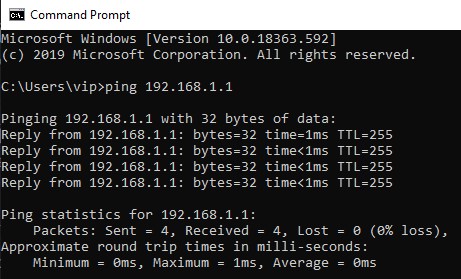 Command Prompt
Microsoft Windows [Version 10.0.18363.592]
(c) 2019 Microsoft Corporation. All rights reserved.
C:\Users\vip>ping 192.168.1.1
Pinging 192.168.1.1 with 32 bytes of data:
Reply from 192.168.1.1: bytes=32 time=1ms TTL=255
Reply from 192.168.1.1: bytes=32 time<1ms TTL=255
Reply from 192.168.1.1: bytes=32 time<1ms TTL=255
Reply from 192.168.1.1: bytes=32 time<1ms TTL=255
Ping statistics for 192.168.1.1:
Packets: Sent = 4, Received = 4, Lost = 0 (0% loss),
Approximate round trip times in milli-seconds:
Minimum = 0ms, Maximum = 1ms, Average = 0ms